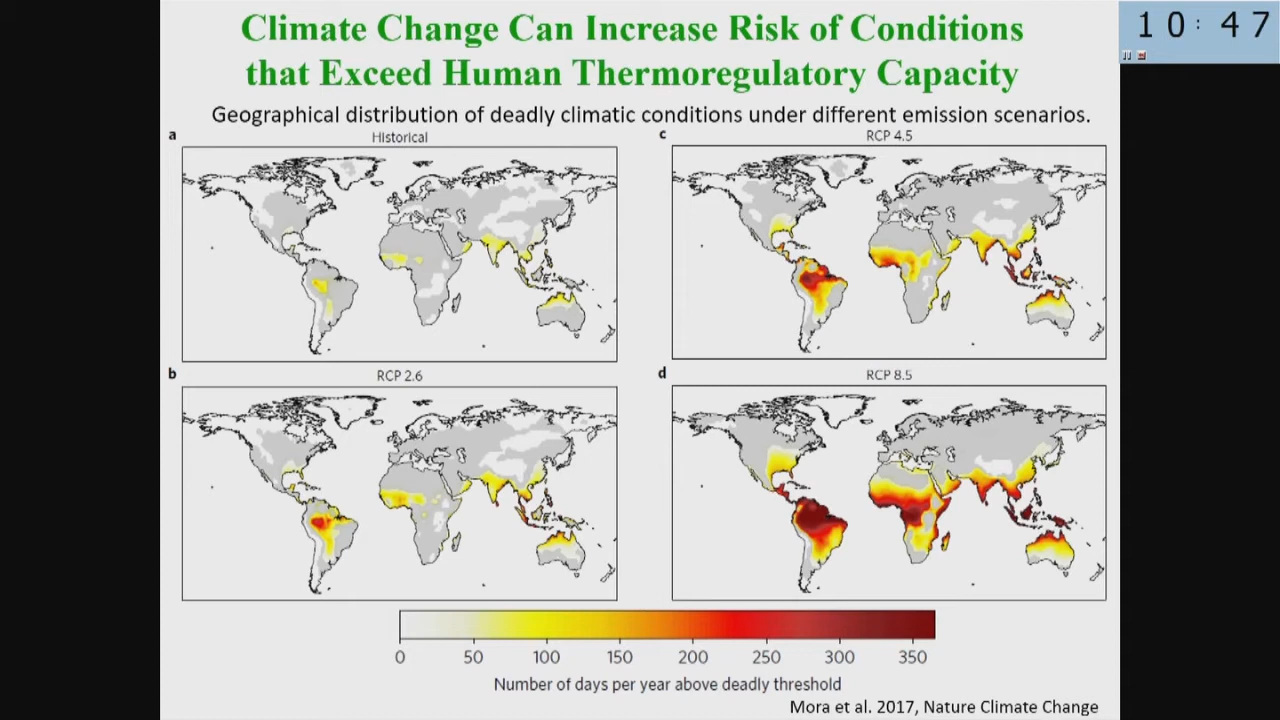 Climate Change Can Increase Risk of Conditions
that Exceed Human Thermoregulatory Capacity
10:47
Geographical distribution of deadly climatic conditions under different emission scenarios.
a
Historical
c
RCP 4.5
b
RCP 2.6
d
RCP 8.5
0 50 100 150 200 250 300 350
Number of days per year above deadly threshold
Mora et al. 2017, Nature Climate Change